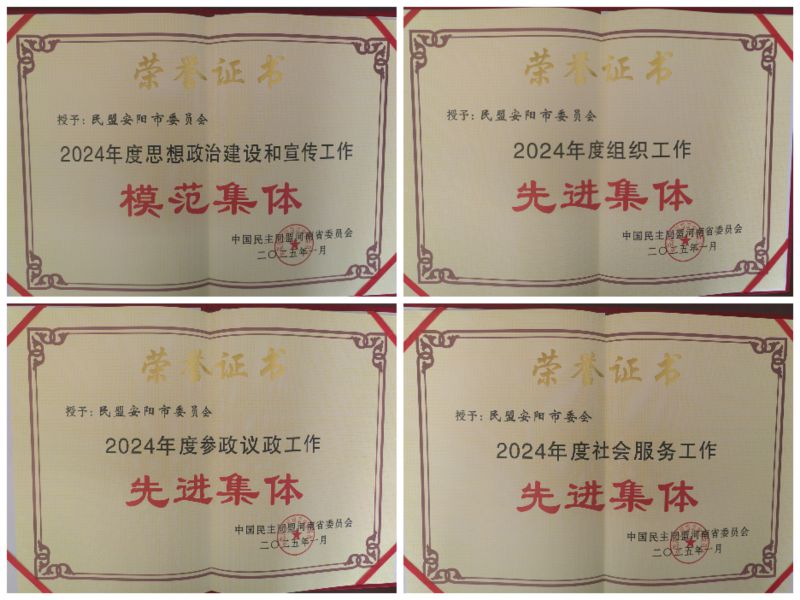 荣誉证书
授予：民盟安阳市委员会
2024年度思想政治建设和宣传工作
模范集体
中国民主同盟河南省委员会
二〇二五年一月
荣誉证书
授予：民盟安阳市委员会
2024年度组织工作
先进集体
中国民主同盟河南省委员会
二〇二五年一月
荣誉证书
授予：民盟安阳市委员会
2024年度参政议政工作
先进集体
中国民主同盟河南省委员会
二〇二五年一月
荣誉证书
授予：民盟安阳市委会
2024年度社会服务工作
先进集体
中国民主同盟河南省委员会
二〇二五年一月